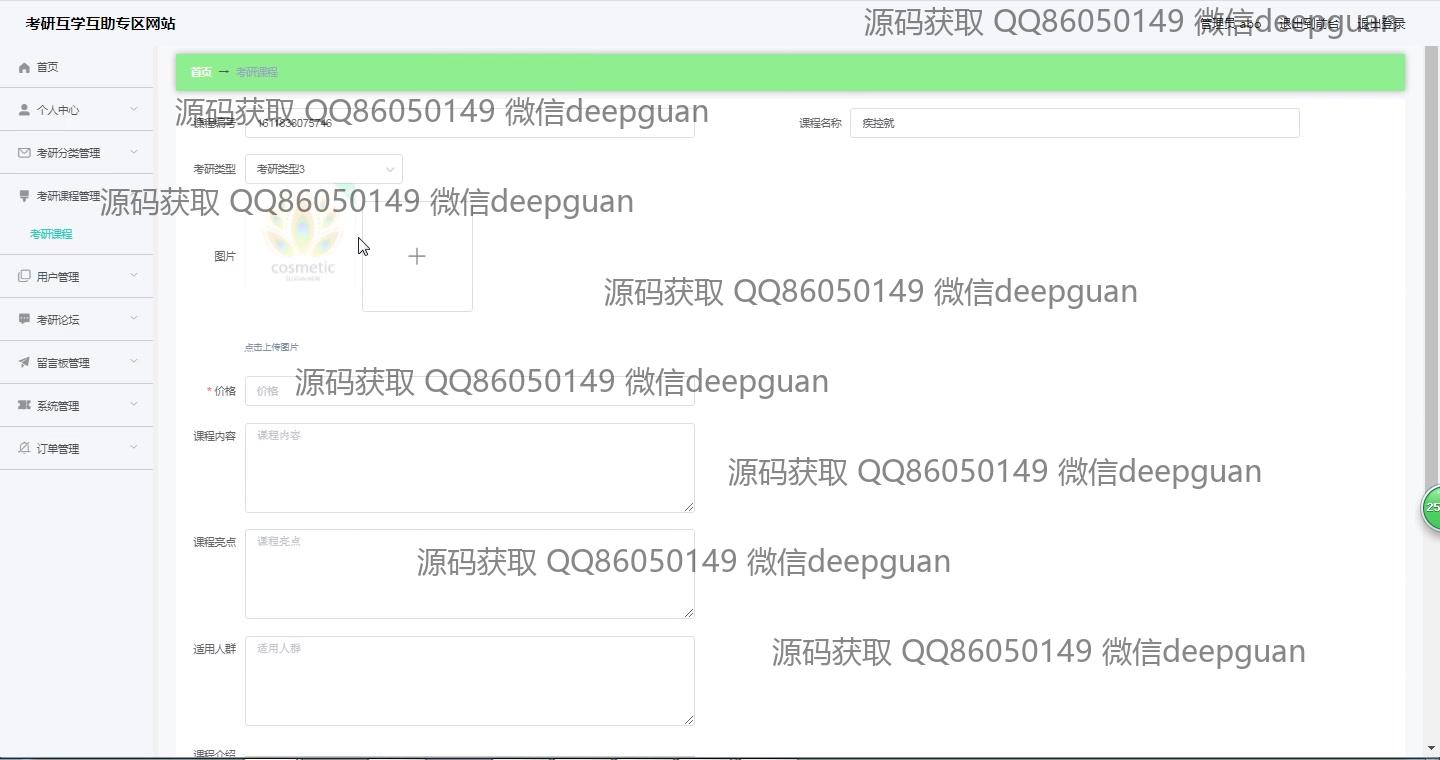 考研互学互助专区网站
源码获取 QQ86050149 微信deepguan
管理员 abo
退出到前台
退出登录
首页
个人中心
考研分类管理
考研课程管理
考研课程
用户管理
考研论坛
留言板管理
系统管理
订单管理
首页 → 考研课程
源码获取 QQ86050149 微信deepguan
课程编号 1611838075746
课程名称 疾控就
考研类型 考研类型3
源码获取 QQ86050149 微信deepguan
图片
cosmetic
+
源码获取 QQ86050149 微信deepguan
点击上传图片
* 价格 价格
源码获取 QQ86050149 微信deepguan
课程内容 课程内容
源码获取 QQ86050149 微信deepguan
课程亮点 课程亮点
源码获取 QQ86050149 微信deepguan
适用人群 适用人群
源码获取 QQ86050149 微信deepguan
课程介绍
25